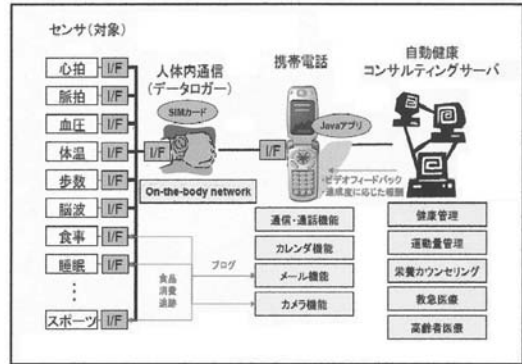 センサ(対象)
心拍 I/F
脈拍 I/F
血圧 I/F
体温 I/F
歩数 I/F
脳波 I/F
食事 I/F
睡眠 I/F
スポーツ I/F
人体内通信
(データロガー)
SIMカード
I/F
On-the-body network
食品
消費
追跡
ブログ
携帯電話
I/F
Javaアプリ
・ビデオフィードバック
・達成度に応じた報酬
通信・通話機能
カレンダ機能
メール機能
カメラ機能
自動健康
コンサルティングサーバ
健康管理
運動量管理
栄養カウンセリング
救急医療
高齢者医療